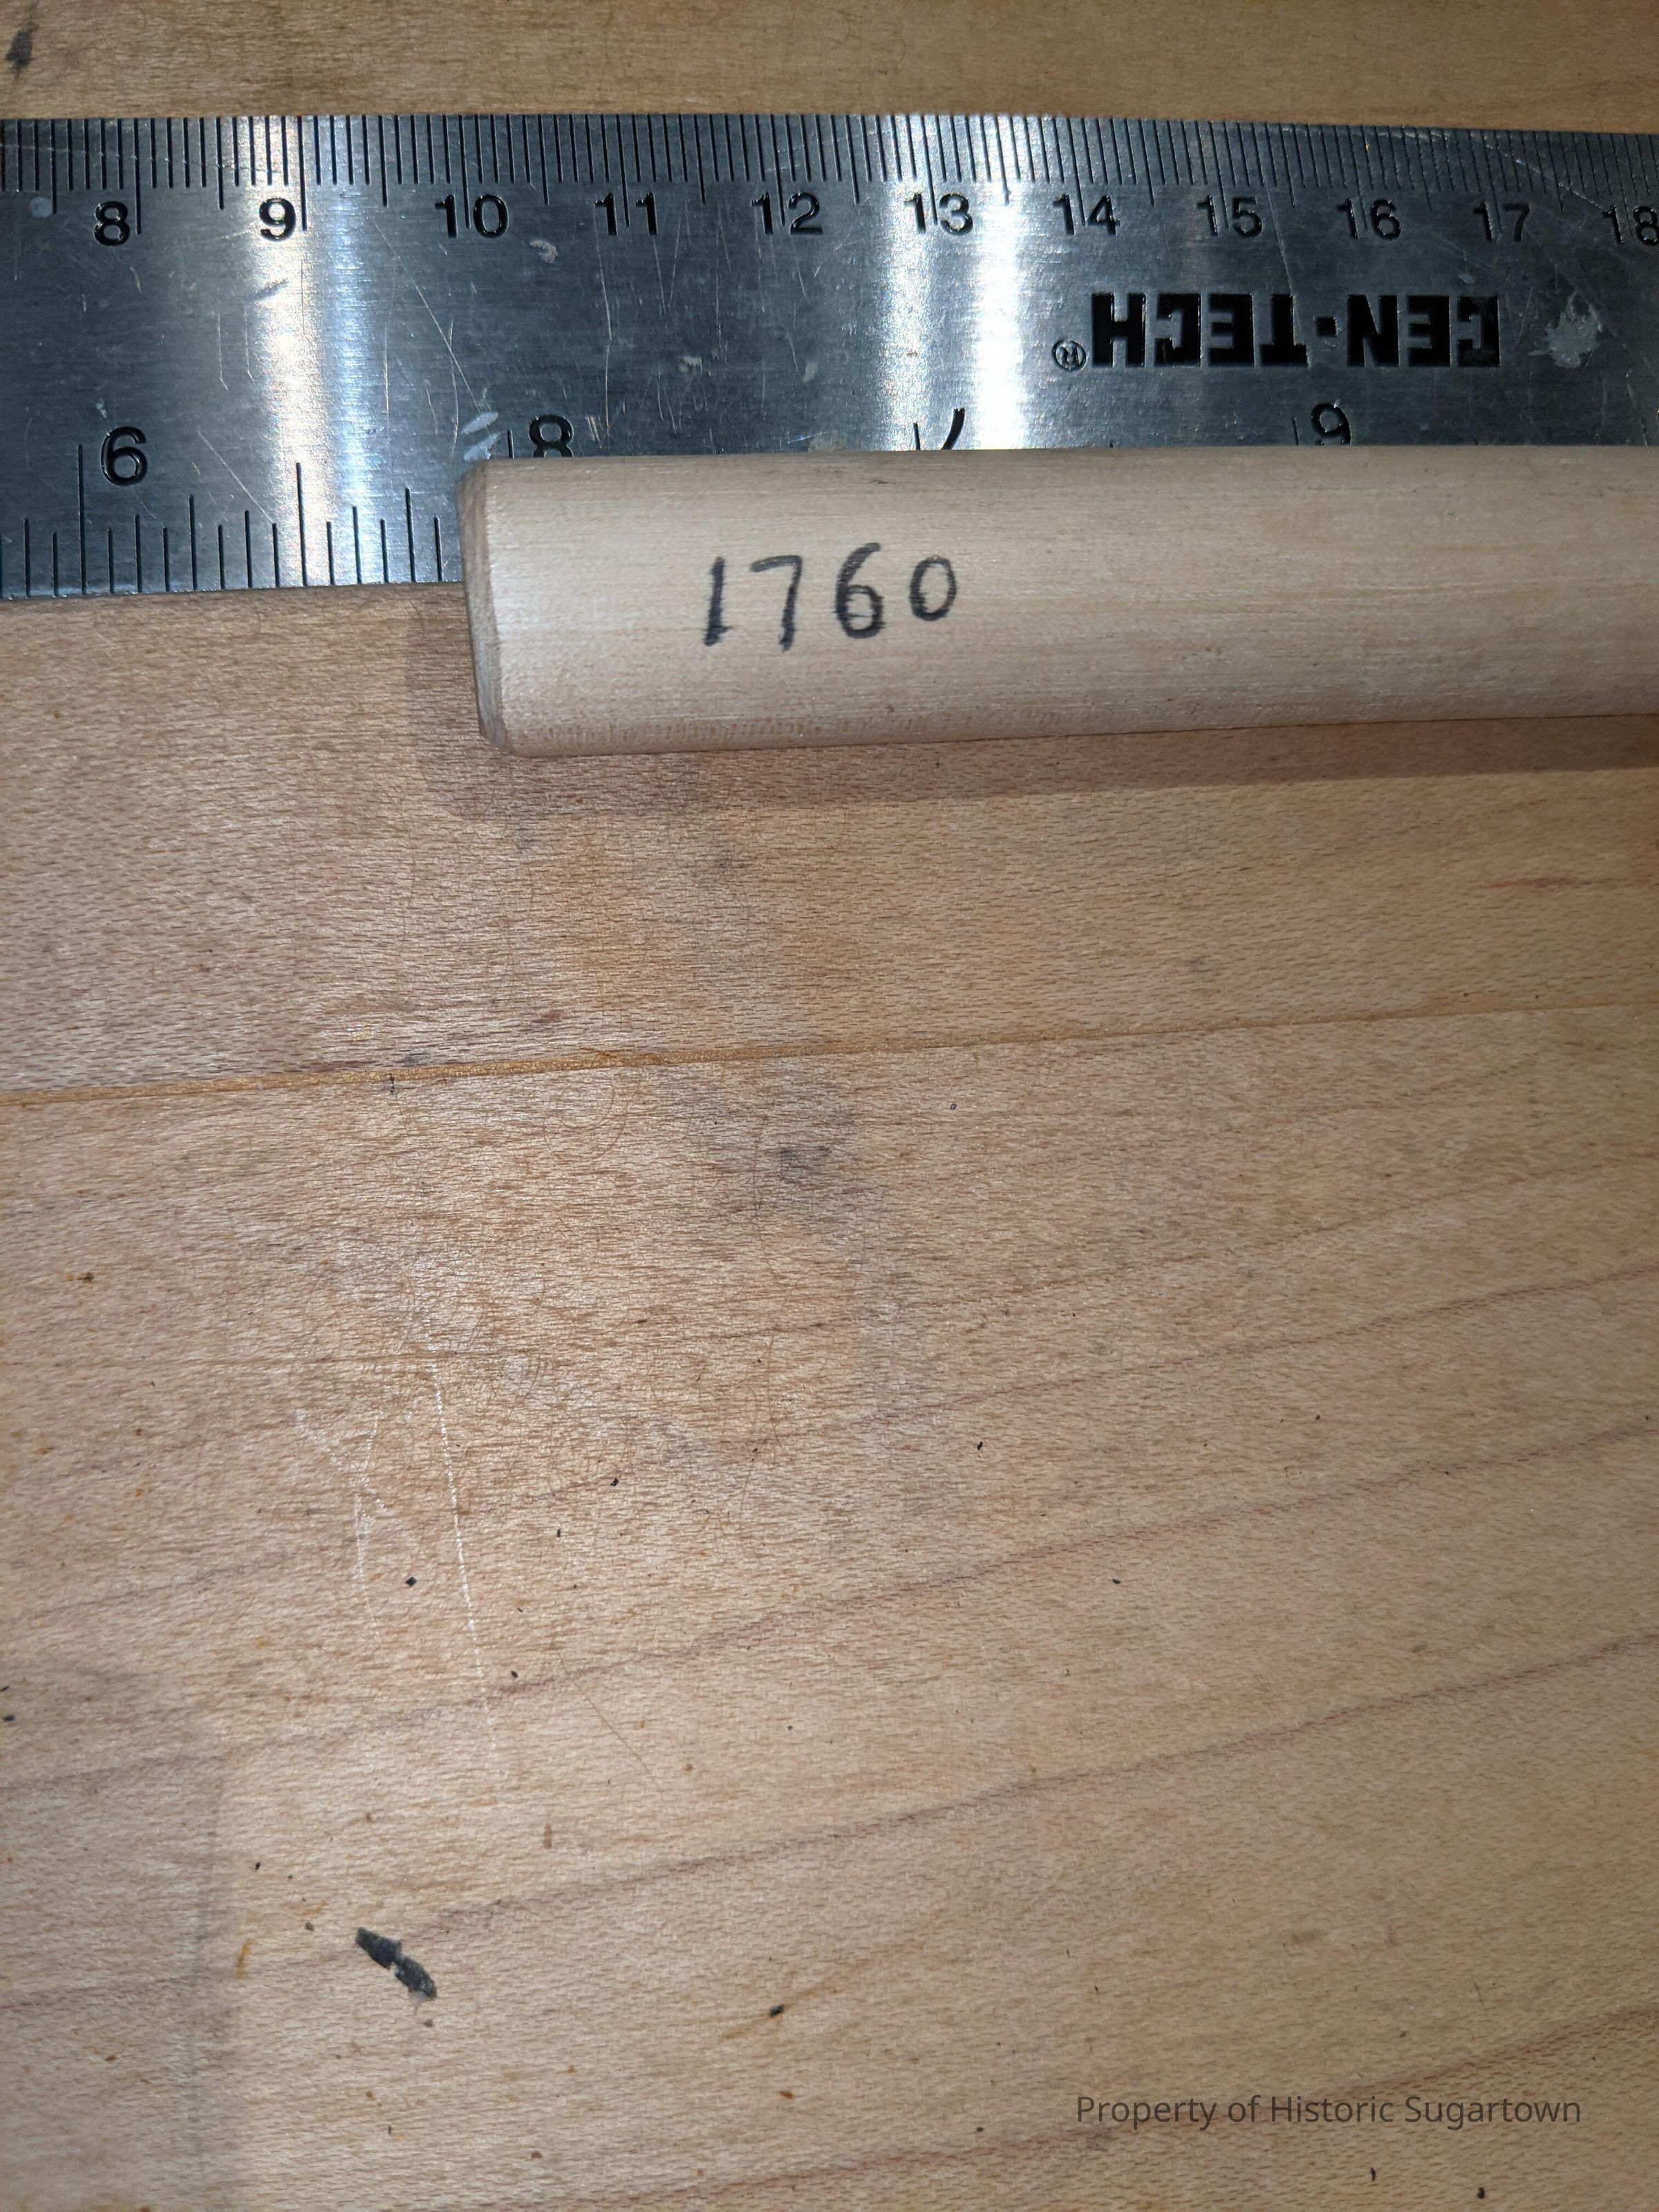 8 9 10 11 12 13 14 15 16 17 18
CEN·TECH®
9 8 7 6
1760
Property of Historic Sugartown